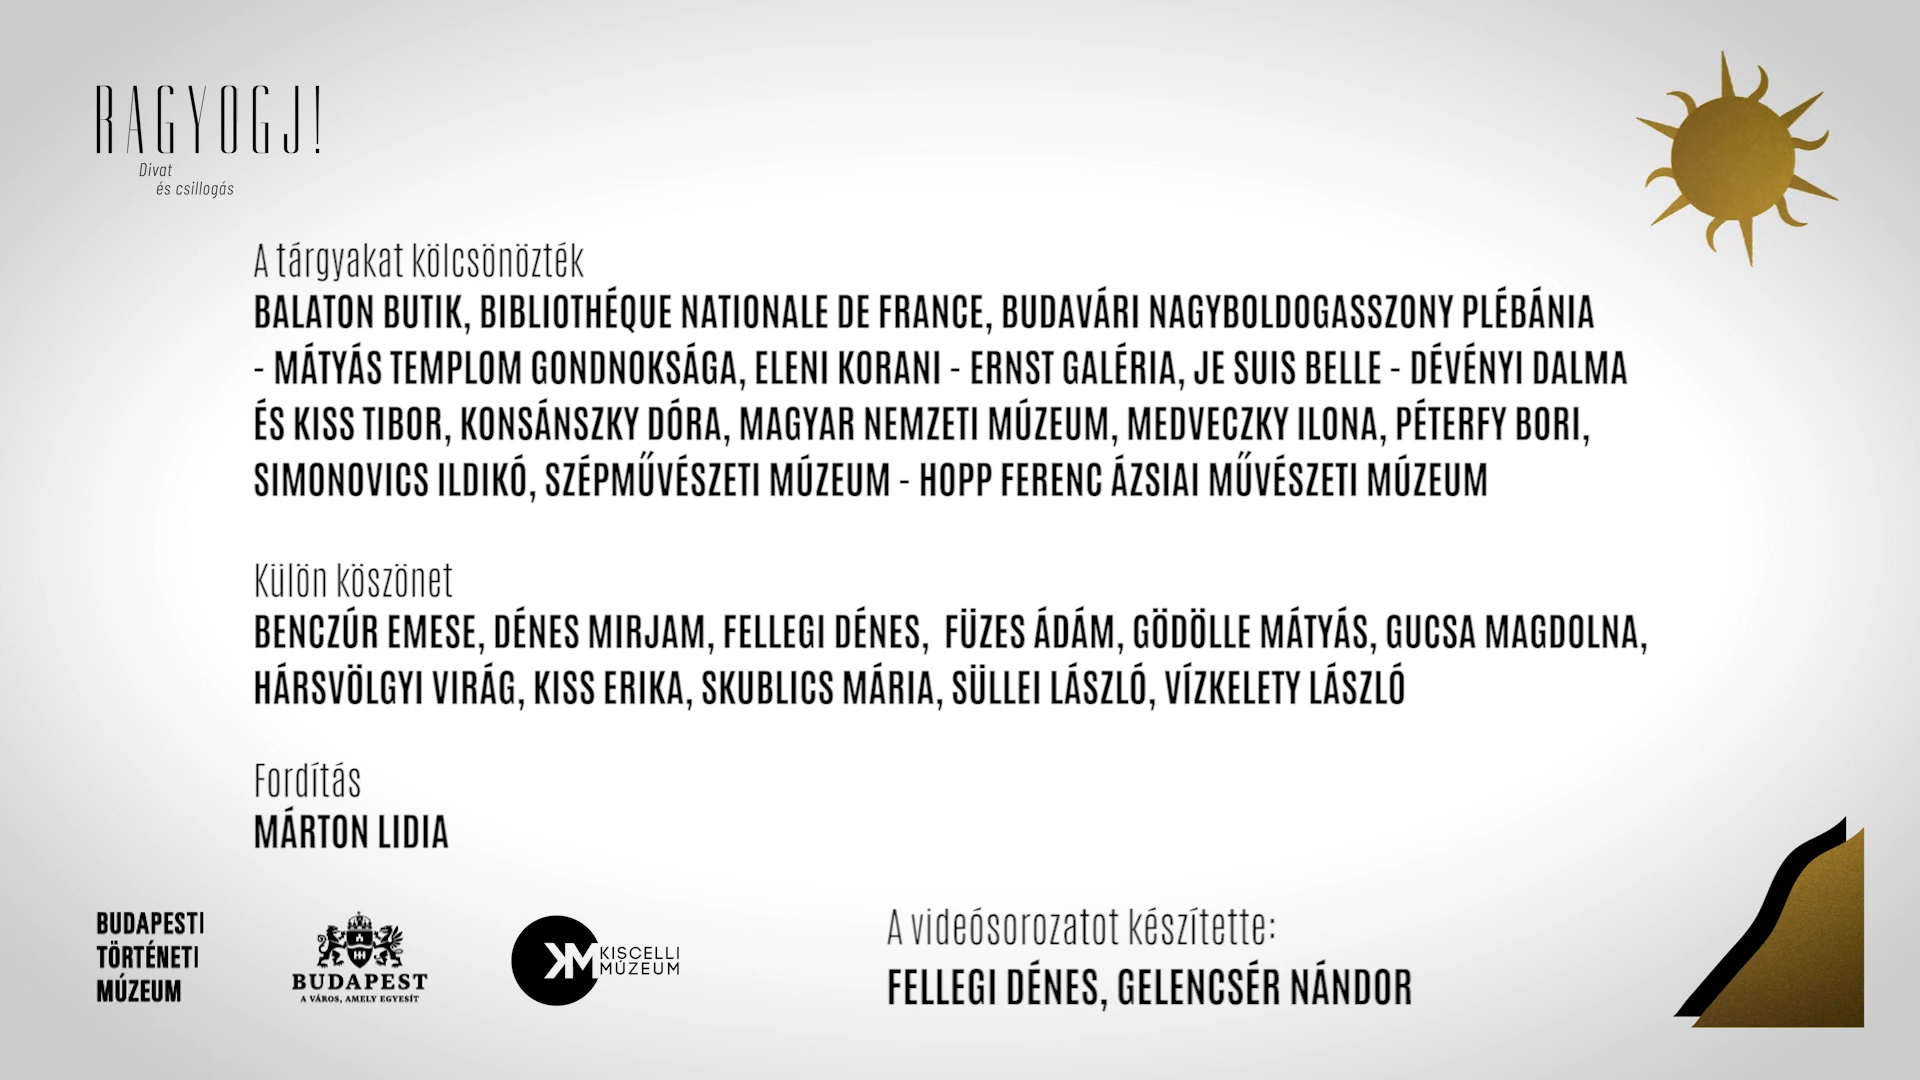 RAGYOGJ!
Divat
és csillogás
A tárgyakat kölcsönözték
BALATON BUTIK, BIBLIOTHÉQUE NATIONALE DE FRANCE, BUDAVÁRI NAGYBOLDOGASSZONY PLÉBÁNIA
- MÁTYÁS TEMPLOM GONDNOKSÁGA, ELENI KORANI - ERNST GALÉRIA, JE SUIS BELLE - DÉVÉNYI DALMA
ÉS KISS TIBOR, KONSÁNSZKY DÓRA, MAGYAR NEMZETI MÚZEUM, MEDVECZKY ILONA, PÉTERFY BORI,
SIMONOVICS ILDIKÓ, SZÉPMŰVÉSZETI MÚZEUM - HOPP FERENC ÁZSIAI MŰVÉSZETI MÚZEUM
Külön köszönet
BENCZÚR EMESE, DÉNES MIRJAM, FELLEGI DÉNES, FÜZES ÁDÁM, GÖDÖLLE MÁTYÁS, GUCSA MAGDOLNA,
HÁRSVÖLGYI VIRÁG, KISS ERIKA, SKUBLICS MÁRIA, SÜLLEI LÁSZLÓ, VÍZKELETY LÁSZLÓ
Fordítás
MÁRTON LIDIA
BUDAPESTI
TÖRTÉNETI
MÚZEUM
BUDAPEST
A VÁROS, AMELY EGYESÍT
KM KISCELLI
MÚZEUM
A videósorozatot készítette:
FELLEGI DÉNES, GELENCSÉR NÁNDOR